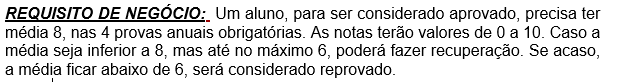 REQUISITO DE NEGÓCIO: Um aluno, para ser considerado aprovado, precisa ter
média 8, nas 4 provas anuais obrigatórias. As notas terão valores de 0 a 10. Caso a
média seja inferior a 8, mas até no máximo 6, poderá fazer recuperação. Se acaso,
a média ficar abaixo de 6, será considerado reprovado.